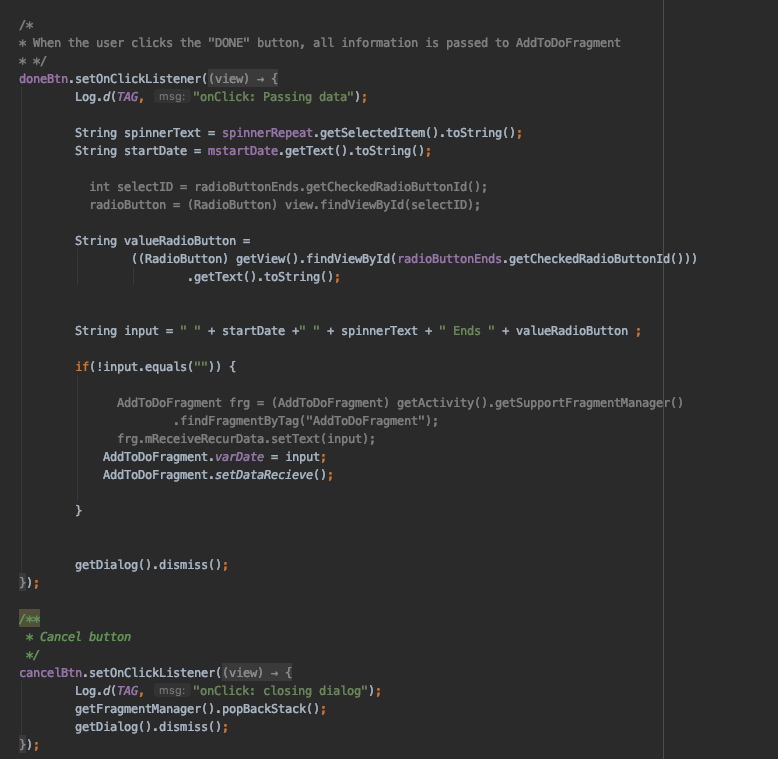 /*
* When the user clicks the "DONE" button, all information is passed to AddToDoFragment
* */
doneBtn.setOnClickListener((view) → {
Log.d(TAG, msg: "onClick: Passing data");
String spinnerText = spinnerRepeat.getSelectedItem().toString();
String startDate = mstartDate.getText().toString();
int selectID = radioButtonEnds.getCheckedRadioButtonId();
radioButton = (RadioButton) view.findViewById(selectID);
String valueRadioButton =
((RadioButton) getView().findViewById(radioButtonEnds.getCheckedRadioButtonId()))
.getText().toString();
String input = " " + startDate +" " + spinnerText + " Ends " + valueRadioButton ;
if(!input.equals("")) {
AddToDoFragment frg = (AddToDoFragment) getActivity().getSupportFragmentManager()
.findFragmentByTag("AddToDoFragment");
frg.mReceiveRecurData.setText(input);
AddToDoFragment.varDate = input;
AddToDoFragment.setDataRecieve();
}
getDialog().dismiss();
});
/**
* Cancel button
*/
cancelBtn.setOnClickListener((view) → {
Log.d(TAG, msg: "onClick: closing dialog");
getFragmentManager().popBackStack();
getDialog().dismiss();
});